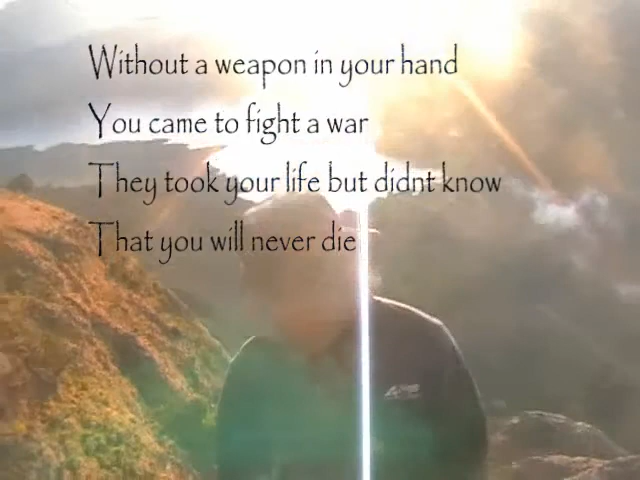 Without a weapon in your hand
You came to fight a war
They took your life but didnt know
That you will never die